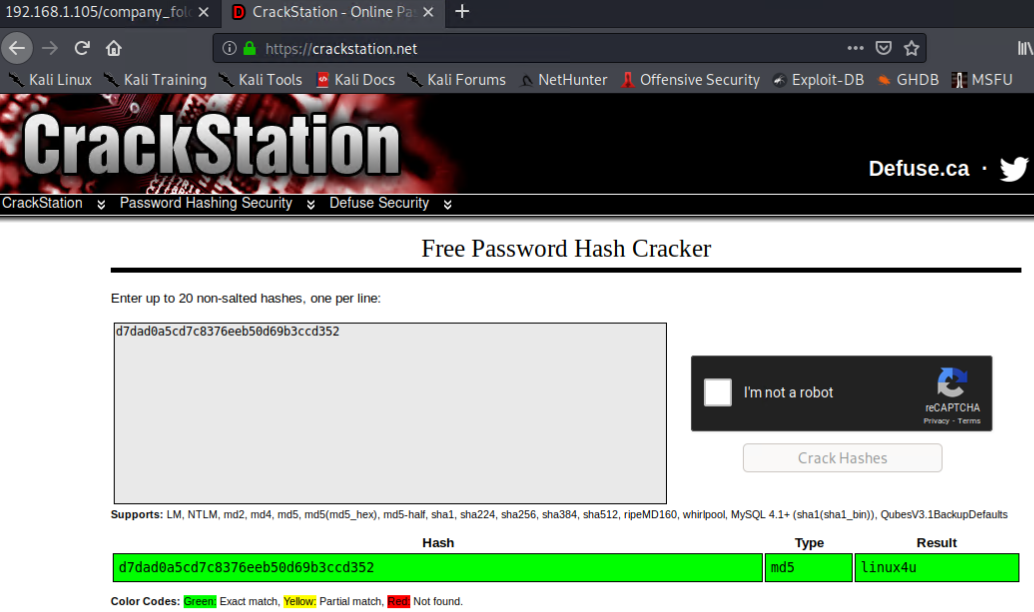 192.168.1.105/company_fol
CrackStation - Online Pas
https://crackstation.net
Kali Linux Kali Training Kali Tools Kali Docs Kali Forums NetHunter Offensive Security Exploit-DB GHDB MSFU
CrackStation
Defuse.ca ·
CrackStation Password Hashing Security Defuse Security
Free Password Hash Cracker
Enter up to 20 non-salted hashes, one per line:
d7dad0a5cd7c8376eeb50d69b3ccd352
I'm not a robot
reCAPTCHA
Privacy - Terms
Crack Hashes
Supports: LM, NTLM, md2, md4, md5, md5(md5_hex), md5-half, sha1, sha224, sha256, sha384, sha512, ripeMD160, whirlpool, MySQL 4.1+ (sha1(sha1_bin)), QubesV3.1BackupDefaults
Hash Type Result
d7dad0a5cd7c8376eeb50d69b3ccd352 md5 linux4u
Color Codes: Green: Exact match, Yellow: Partial match, Red: Not found.